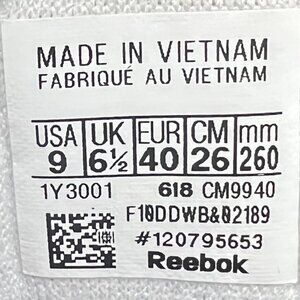 MADE IN VIETNAM
FABRIQUÉ AU VIETNAM
USA UK EUR CM mm
9 6½ 40 26 260
1Y3001 618 CM9940
F10DDWB&02189
#120795653
Reebok